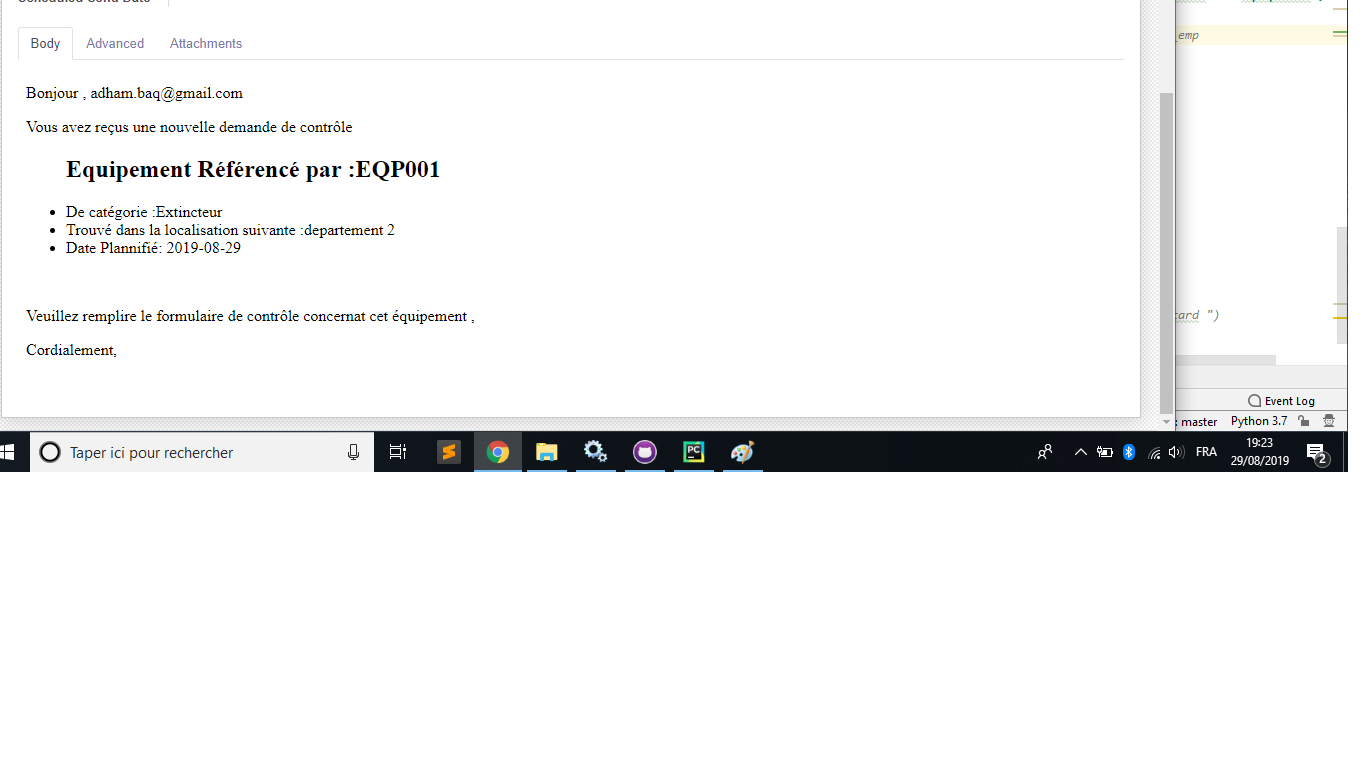 Scheduled Send Date
Body Advanced Attachments
Bonjour , adham.baq@gmail.com
Vous avez reçus une nouvelle demande de contrôle
Equipement Référencé par :EQP001
De catégorie :Extincteur
Trouvé dans la localisation suivante :departement 2
Date Plannifié: 2019-08-29
Veuillez remplire le formulaire de contrôle concernat cet équipement ,
Cordialement,
_emp
tard ")
Event Log
: master Python 3.7
Taper ici pour rechercher
PC
FRA
19:23
29/08/2019
2